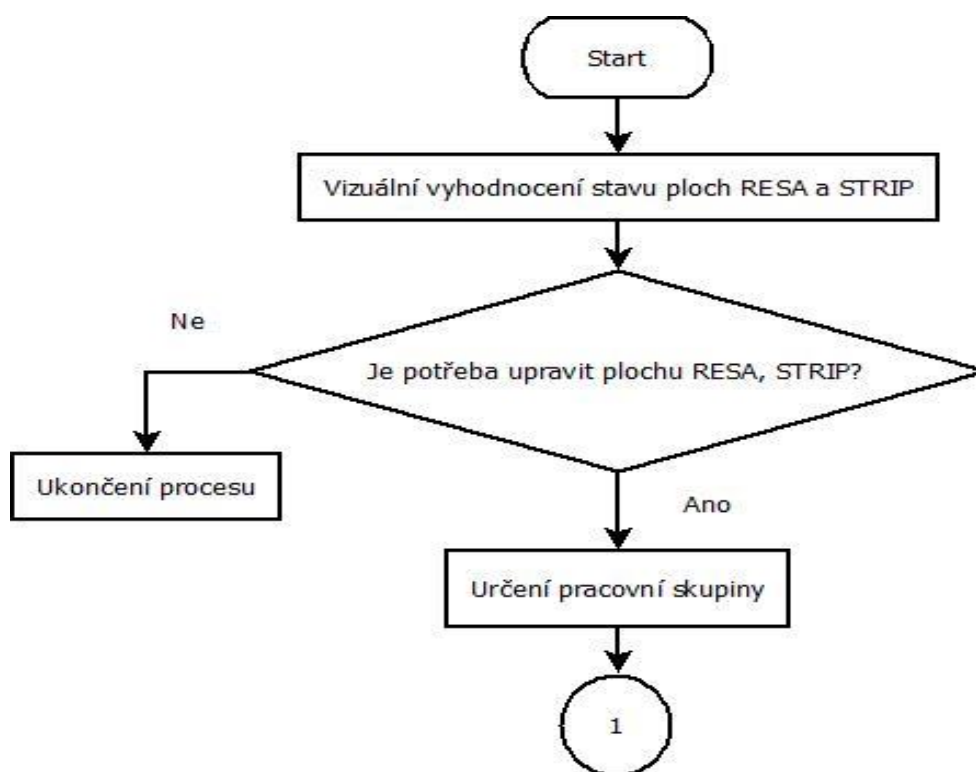 Start
Vizuální vyhodnocení stavu ploch RESA a STRIP
Ne
Je potřeba upravit plochu RESA, STRIP?
Ukončení procesu
Ano
Určení pracovní skupiny
1